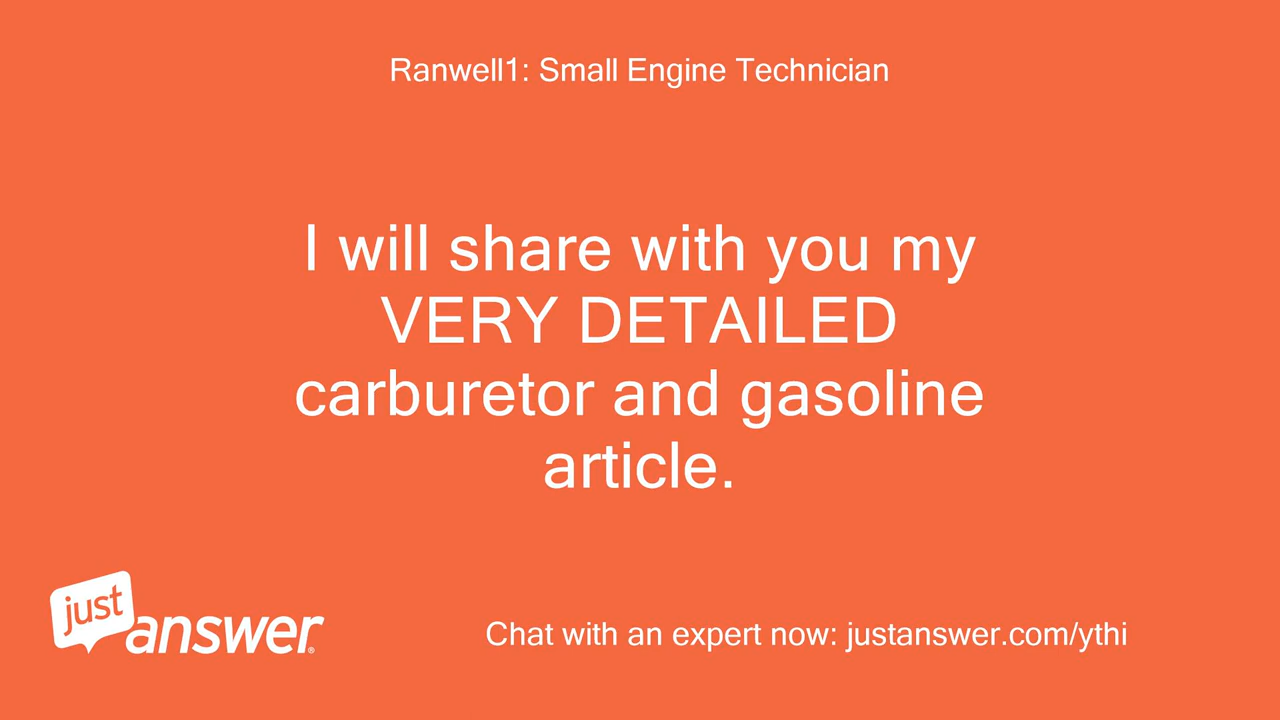 Ranwell1: Small Engine Technician
I will share with you my
VERY DETAILED
carburetor and gasoline
article.
just
answer®
Chat with an expert now: justanswer.com/ythi